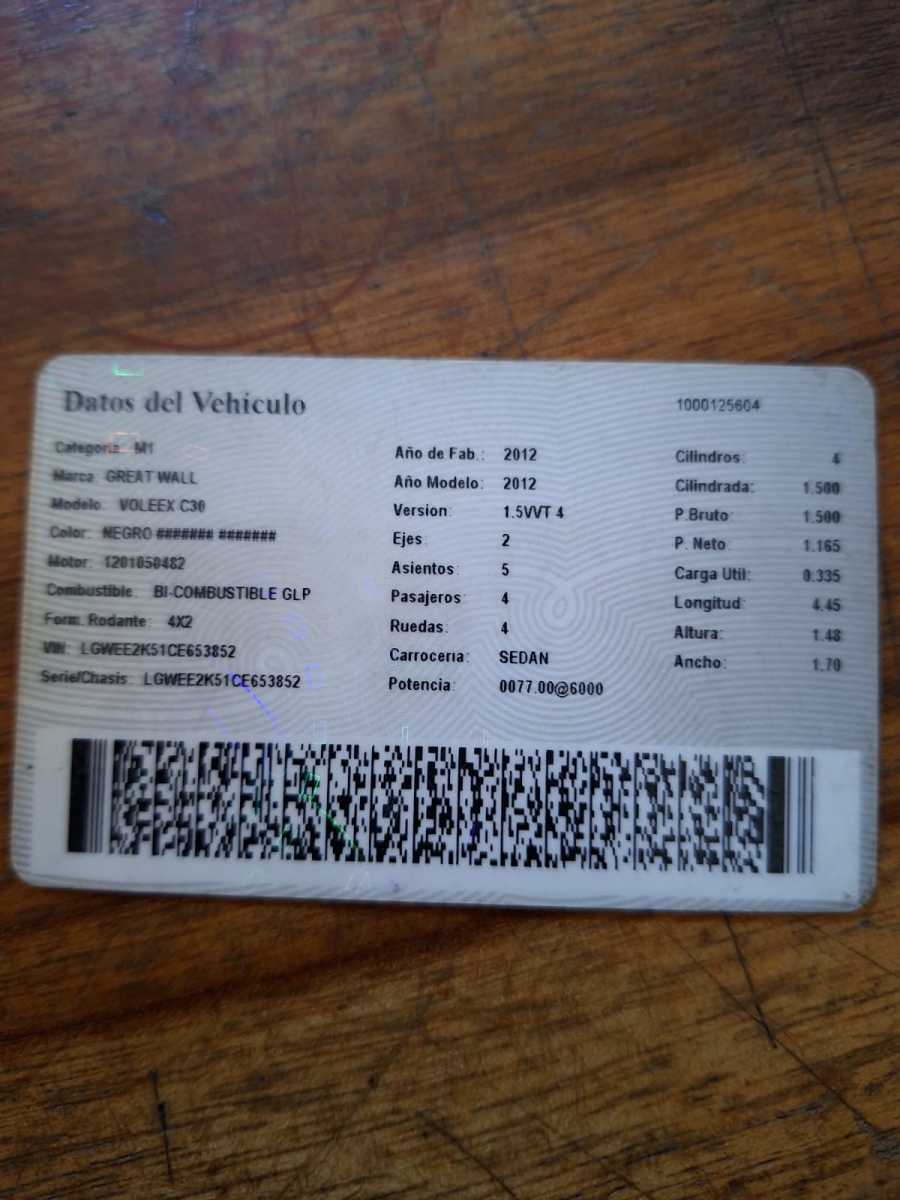 Datos del Vehículo
1000125604
Categoria: M1
Marca: GREAT WALL
Modelo: VOLEEX C30
Color: NEGRO ####### #######
Motor: 1201050482
Combustible: BI-COMBUSTIBLE GLP
Form. Rodante: 4X2
VIN: LGWEE2K51CE653852
Serie/Chasis: LGWEE2K51CE653852
Año de Fab.: 2012
Año Modelo: 2012
Version: 1.5VVT 4
Ejes: 2
Asientos: 5
Pasajeros: 4
Ruedas: 4
Carroceria: SEDAN
Potencia: 0077.00@6000
Cilindros: 4
Cilindrada: 1.500
P.Bruto: 1.500
P. Neto: 1.165
Carga Util: 0.335
Longitud: 4.45
Altura: 1.48
Ancho: 1.70